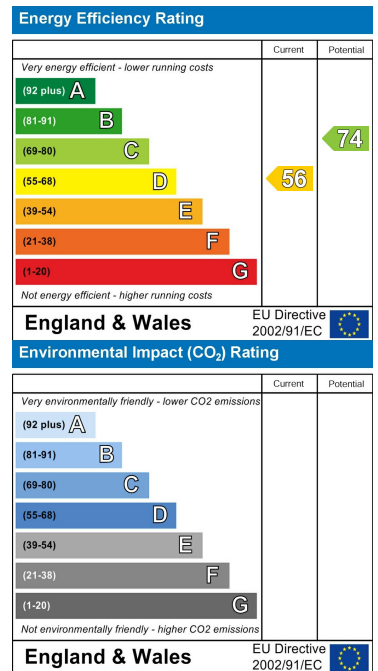 Energy Efficiency Rating
Current Potential
Very energy efficient - lower running costs
(92 plus) A
(81-91) B
(69-80) C
74
(55-68) D
56
(39-54) E
(21-38) F
(1-20) G
Not energy efficient - higher running costs
England & Wales
EU Directive
2002/91/EC
Environmental Impact (CO₂) Rating
Current Potential
Very environmentally friendly - lower CO2 emissions
(92 plus) A
(81-91) B
(69-80) C
(55-68) D
(39-54) E
(21-38) F
(1-20) G
Not environmentally friendly - higher CO2 emissions
England & Wales
EU Directive
2002/91/EC